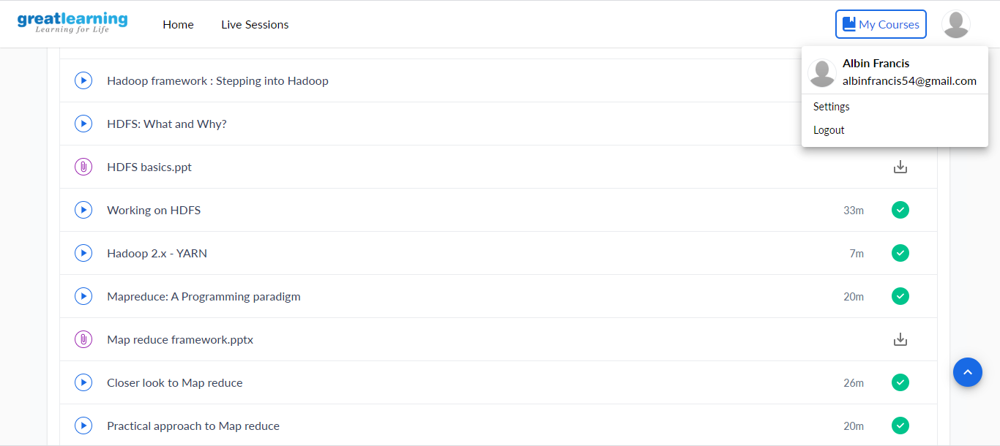 greatlearning
Learning for Life
Home
Live Sessions
My Courses
Albin Francis
albinfrancis54@gmail.com
Settings
Logout
Hadoop framework : Stepping into Hadoop
HDFS: What and Why?
HDFS basics.ppt
Working on HDFS 33m
Hadoop 2.x - YARN 7m
Mapreduce: A Programming paradigm 20m
Map reduce framework.pptx
Closer look to Map reduce 26m
Practical approach to Map reduce 20m